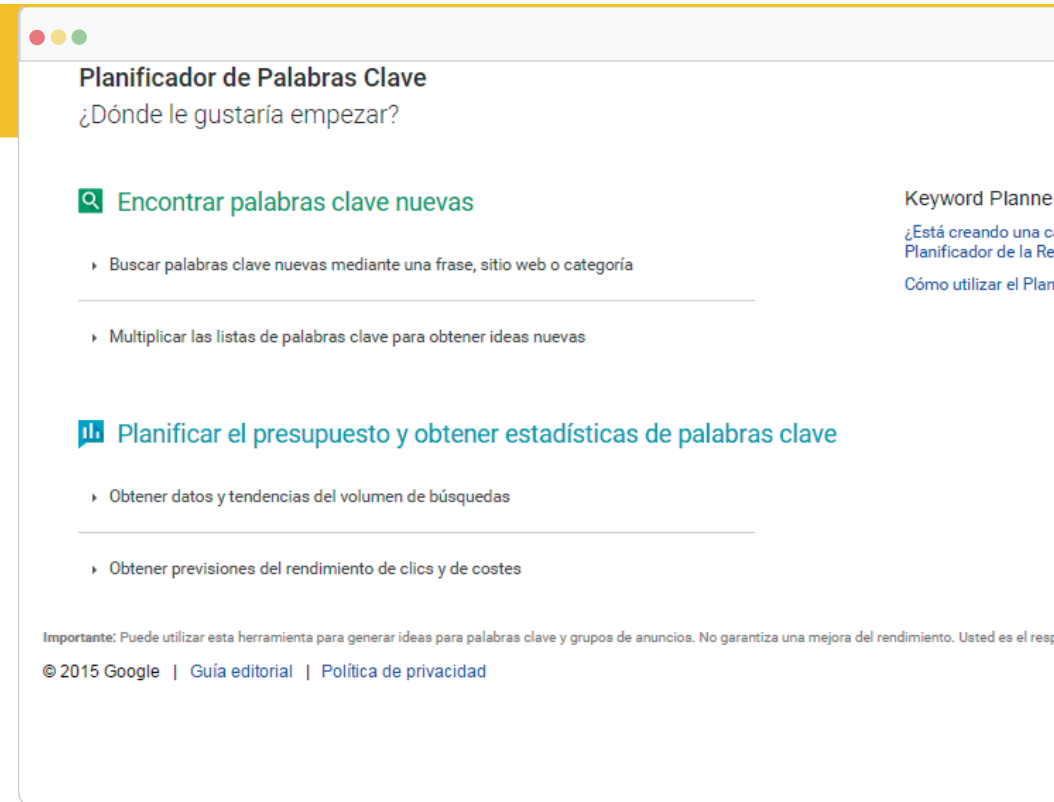 Planificador de Palabras Clave
¿Dónde le gustaría empezar?
Encontrar palabras clave nuevas
Buscar palabras clave nuevas mediante una frase, sitio web o categoría
Multiplicar las listas de palabras clave para obtener ideas nuevas
Planificar el presupuesto y obtener estadísticas de palabras clave
Obtener datos y tendencias del volumen de búsquedas
Obtener previsiones del rendimiento de clics y de costes
Keyword
¿Está creando una
Planificador de la
Cómo utilizar el
Importante: Puede utilizar esta herramienta para generar ideas para palabras clave y grupos de anuncios. No garantiza una mejora del rendimiento. Usted es el
© 2015 Google | Guía editorial | Política de privacidad